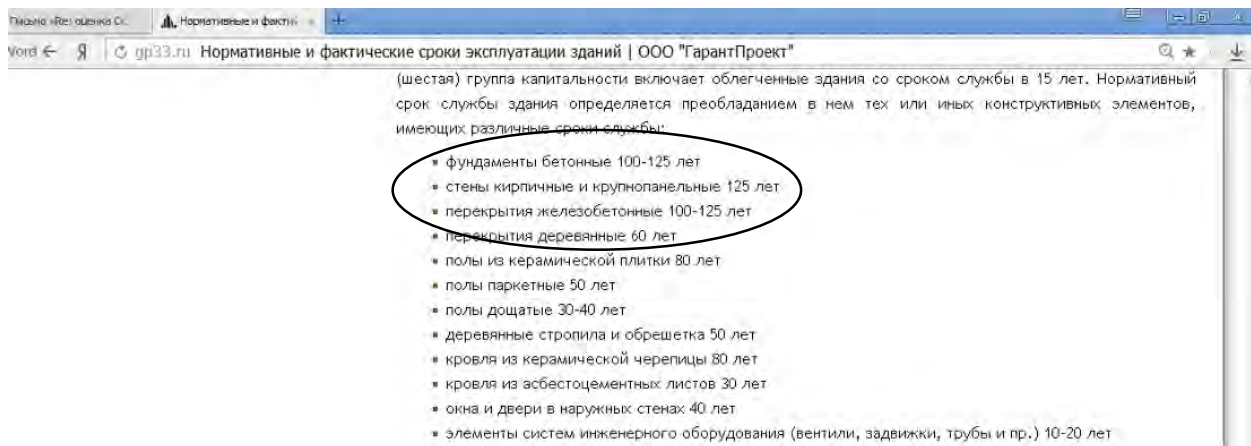 Письмо «Re: оценка Ск
Нормативные и фактич
Word ← Я gp33.ru Нормативные и фактические сроки эксплуатации зданий | ООО "ГарантПроект"
(шестая) группа капитальности включает облегченные здания со сроком службы в 15 лет. Нормативный
срок службы здания определяется преобладанием в нем тех или иных конструктивных элементов,
имеющих различные сроки службы:
фундаменты бетонные 100-125 лет
стены кирпичные и крупнопанельные 125 лет
перекрытия железобетонные 100-125 лет
перекрытия деревянные 60 лет
полы из керамической плитки 80 лет
полы паркетные 50 лет
полы дощатые 30-40 лет
деревянные стропила и обрешетка 50 лет
кровля из керамической черепицы 80 лет
кровля из асбестоцементных листов 30 лет
окна и двери в наружных стенах 40 лет
элементы систем инженерного оборудования (вентили, задвижки, трубы и пр.) 10-20 лет